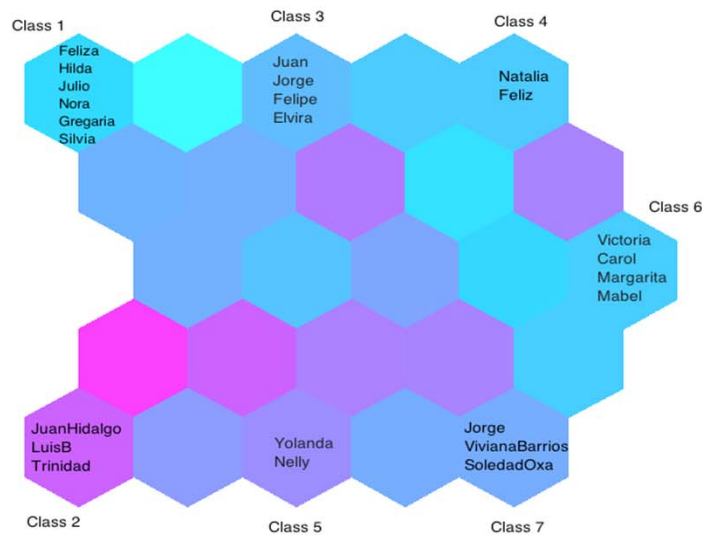 Class 1
Feliza
Hilda
Julio
Nora
Gregaria
Silvia
Class 3
Juan
Jorge
Felipe
Elvira
Class 4
Natalia
Feliz
Class 6
Victoria
Carol
Margarita
Mabel
JuanHidalgo
LuisB
Trinidad
Class 2
Yolanda
Nelly
Class 5
Jorge
VivianaBarrios
SoledadOxa
Class 7